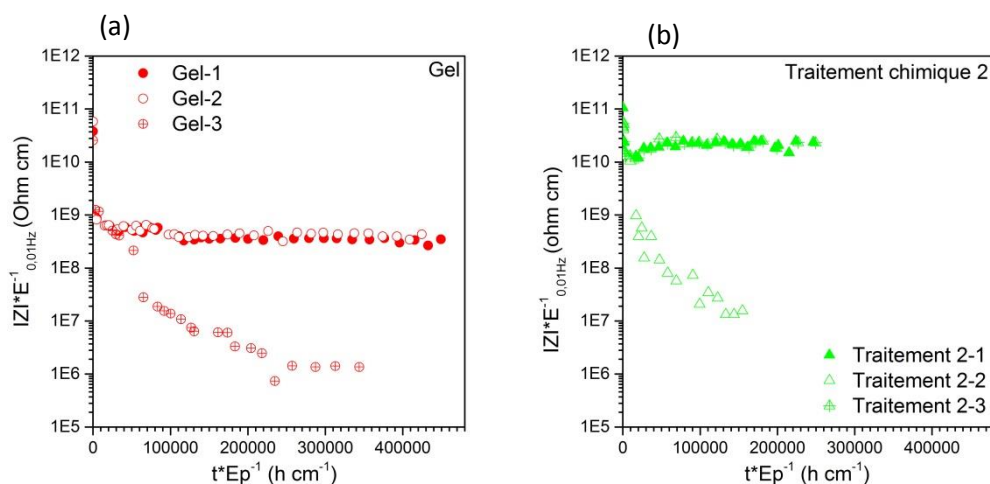 (a)
1E12
1E11
1E10
1E9
1E8
1E7
1E6
1E5
IZI*E⁻¹0,01Hz (Ohm cm)
Gel-1
Gel-2
Gel-3
Gel
0 100000 200000 300000 400000
t*Ep⁻¹ (h cm⁻¹)
(b)
1E12
1E11
1E10
1E9
1E8
1E7
1E6
1E5
IZI*E⁻¹0,01Hz (ohm cm)
Traitement chimique 2
Traitement 2-1
Traitement 2-2
Traitement 2-3
0 100000 200000 300000 400000
t*Ep⁻¹ (h cm⁻¹)